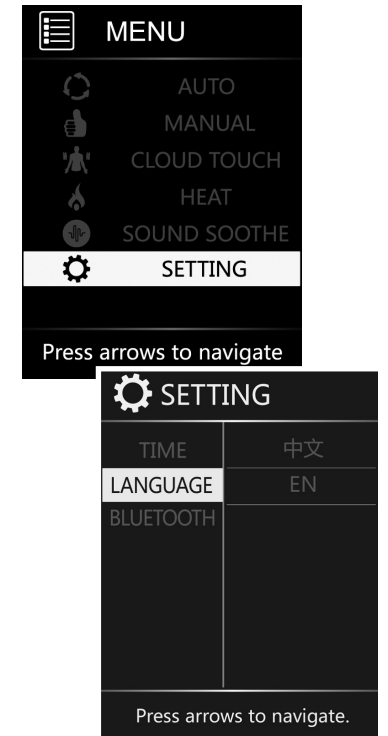 MENU
AUTO
MANUAL
CLOUD TOUCH
HEAT
SOUND SOOTHE
SETTING
Press arrows to navigate
SETTING
TIME 中文
LANGUAGE EN
BLUETOOTH
Press arrows to navigate.